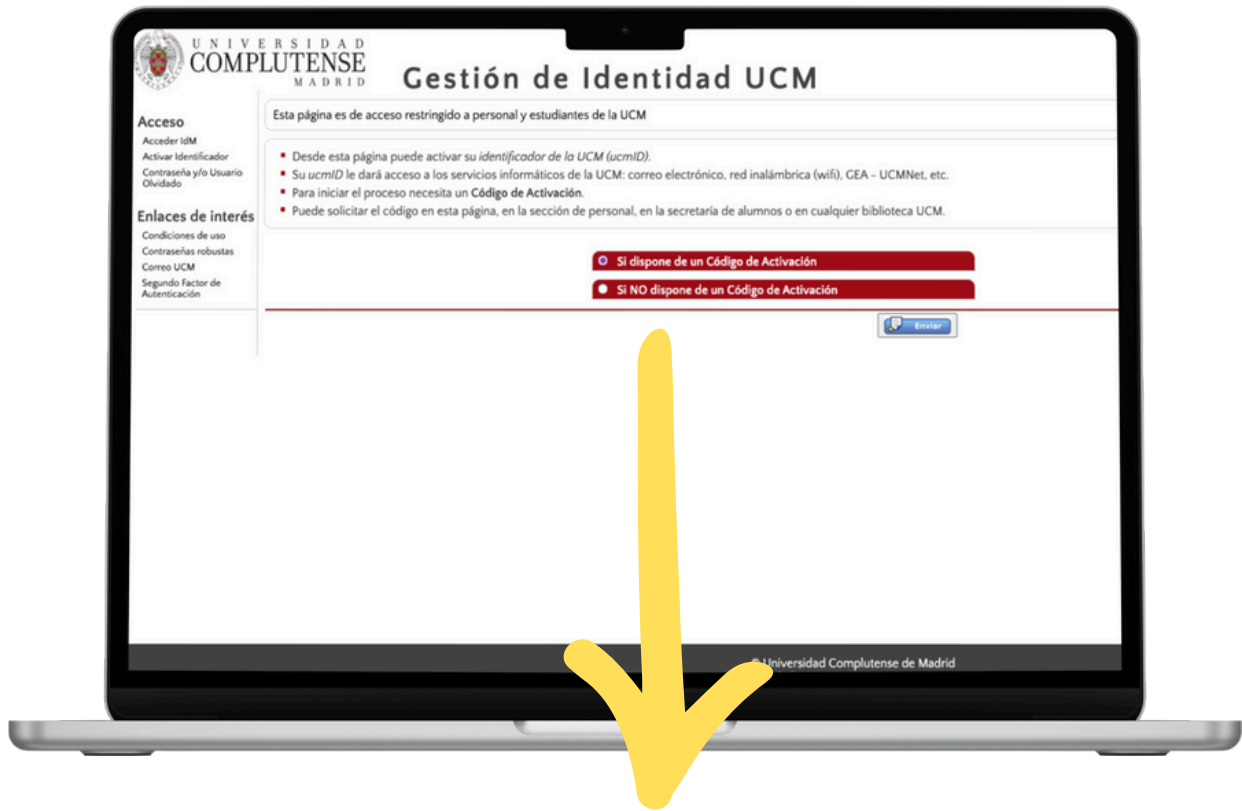 UNIVERSIDAD
COMPLUTENSE
MADRID
Gestión de Identidad UCM
Acceso
Acceder IdM
Activar Identificador
Contraseña y/o Usuario
Olvidado
Enlaces de interés
Condiciones de uso
Contraseñas robustas
Correo UCM
Segundo Factor de
Autenticación
Esta página es de acceso restringido a personal y estudiantes de la UCM
Desde esta página puede activar su identificador de la UCM (ucmID).
Su ucmID le dará acceso a los servicios informáticos de la UCM: correo electrónico, red inalámbrica (wifi), GEA - UCMNet, etc.
Para iniciar el proceso necesita un Código de Activación.
Puede solicitar el código en esta página, en la sección de personal, en la secretaría de alumnos o en cualquier biblioteca UCM.
Si dispone de un Código de Activación
Si NO dispone de un Código de Activación
Enviar
© Universidad Complutense de Madrid